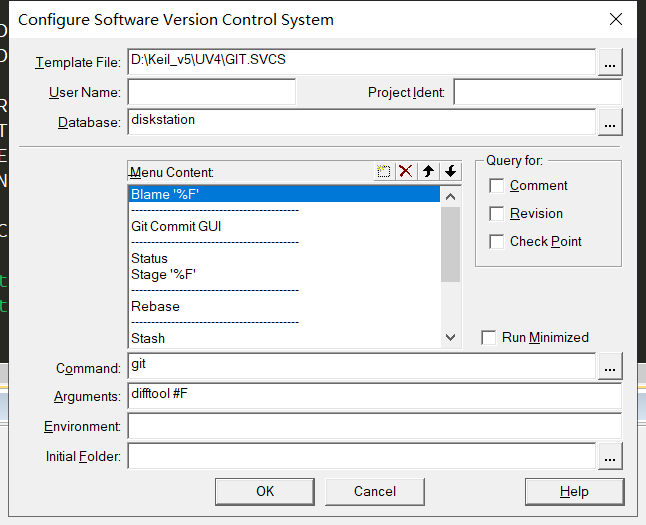 Configure Software Version Control System
Template File: D:\Keil_v5\UV4\GIT.SVCS ...
User Name: Project Ident:
Database: diskstation ...
Menu Content:
Query for:
Blame '%F'
Comment
----------------------------------------
Git Commit GUI
Revision
----------------------------------------
Check Point
Status
Stage '%F'
----------------------------------------
Rebase
----------------------------------------
Stash
Run Minimized
Command: git ...
Arguments: difftool #F
Environment:
Initial Folder: ...
OK Cancel Help